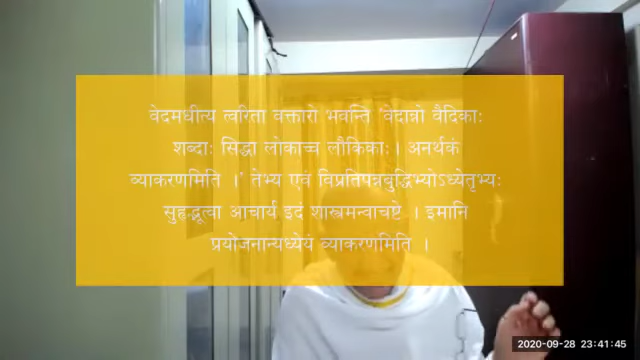 वेदमधीत्य त्वरिता वक्तारो भवन्ति 'वेदान्नो वैदिकाः
शब्दाः सिद्धा लोकाच्च लौकिकाः। अनर्थकं
व्याकरणमिति ।' तेभ्य एवं विप्रतिपन्नबुद्धिभ्योऽध्येतृभ्यः
सुहृद्भूत्वा आचार्य इदं शास्त्रमन्वाचष्टे । इमानि
प्रयोजनान्यध्येयं व्याकरणमिति ।
2020-09-28 23:41:45